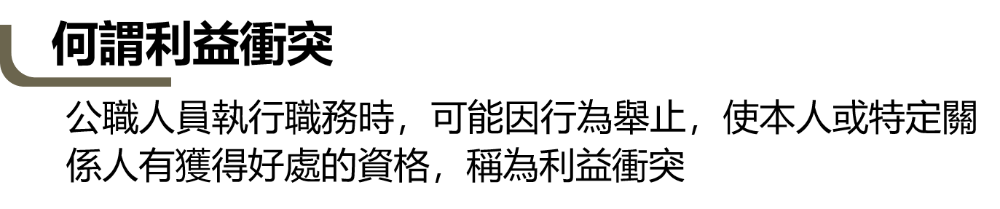 何謂利益衝突
公職人員執行職務時，可能因行為舉止，使本人或特定關
係人有獲得好處的資格，稱為利益衝突